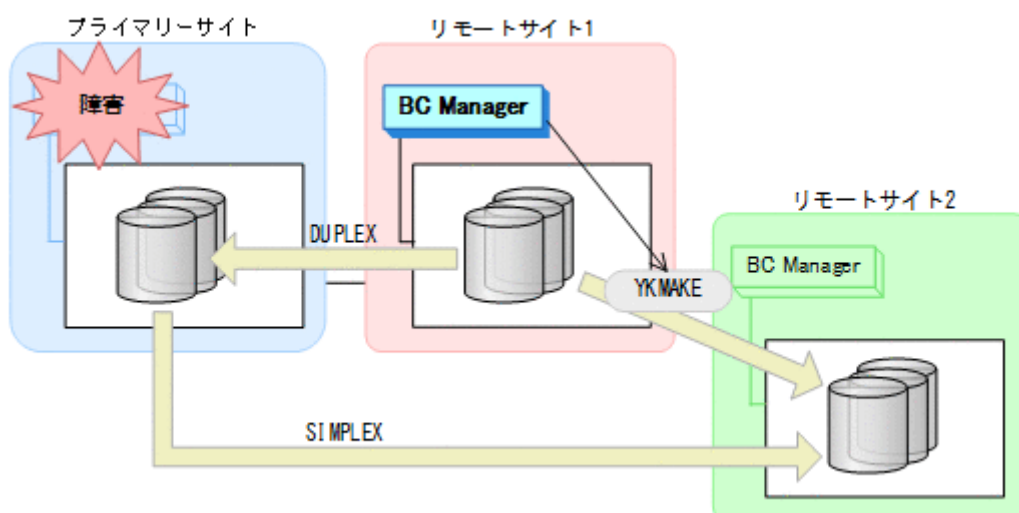 プライマリーサイト
リモートサイト1
障害
BC Manager
リモートサイト2
DUPLEX
BC Manager
YKMAKE
SIMPLEX